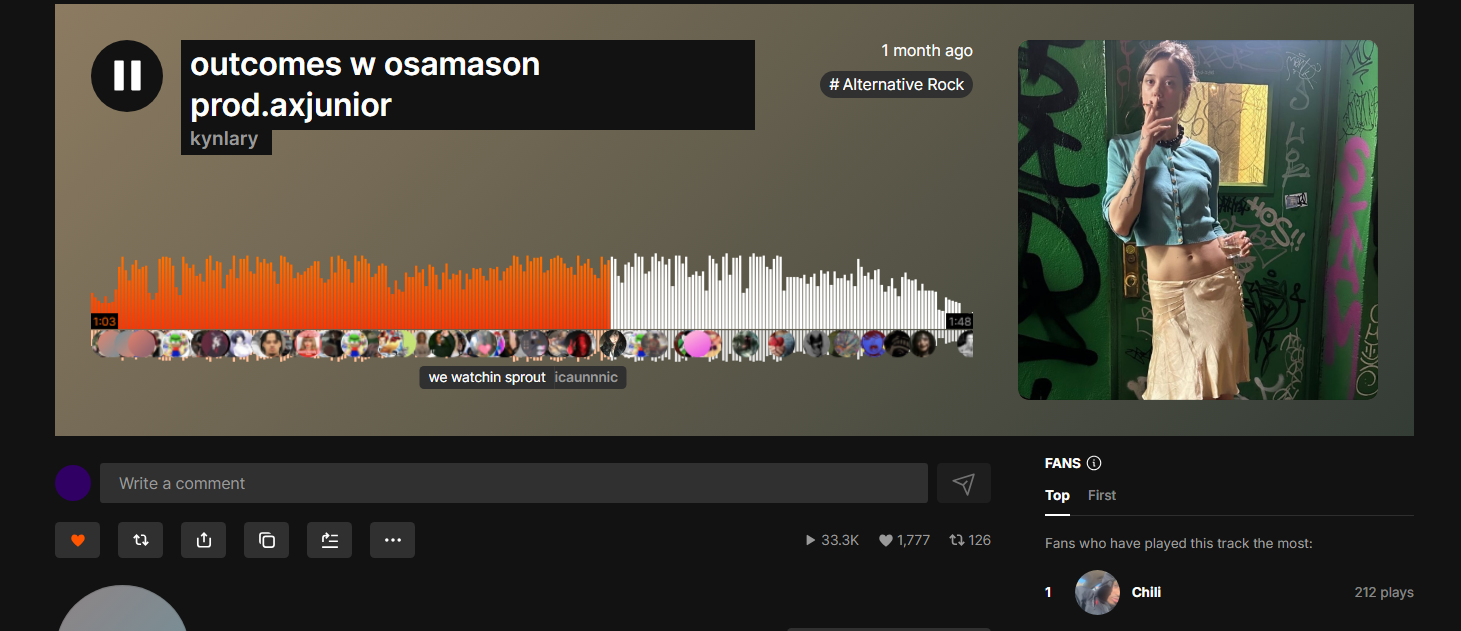 outcomes w osamason
prod.axjunior
kynlary
1 month ago
# Alternative Rock
1:03
1:48
we watchin sprout icaunnnic
Write a comment
33.3K 1,777 126
FANS
Top First
Fans who have played this track the most:
1 Chili 212 plays